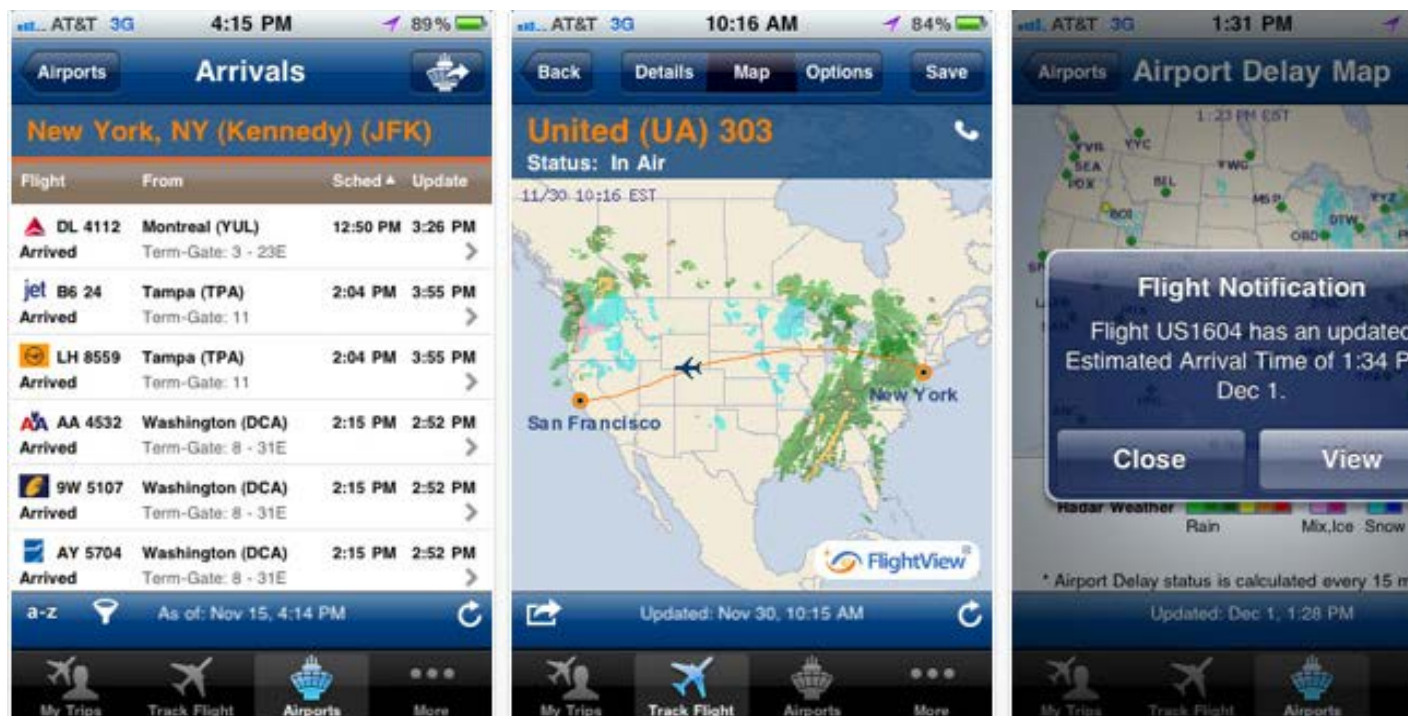 AT&T 3G 4:15 PM 89%
Airports Arrivals
New York, NY (Kennedy) (JFK)
Flight From Sched Update
DL 4112 Montreal (YUL) 12:50 PM 3:26 PM
Arrived Term-Gate: 3 - 23E
jet B6 24 Tampa (TPA) 2:04 PM 3:55 PM
Arrived Term-Gate: 11
LH 8559 Tampa (TPA) 2:04 PM 3:55 PM
Arrived Term-Gate: 11
AA AA 4532 Washington (DCA) 2:15 PM 2:52 PM
Arrived Term-Gate: 8 - 31E
9W 5107 Washington (DCA) 2:15 PM 2:52 PM
Arrived Term-Gate: 8 - 31E
AY 5704 Washington (DCA) 2:15 PM 2:52 PM
Arrived Term-Gate: 8 - 31E
a-z As of: Nov 15, 4:14 PM
My Trips Track Flight Airports More
AT&T 3G 10:16 AM 84%
Back Details Map Options Save
United (UA) 303
Status: In Air
11/30 10:16 EST
New York
San Francisco
FlightView
Updated: Nov 30, 10:15 AM
My Trips Track Flight Airports More
AT&T 3G 1:31 PM
Airports Airport Delay Map
1:23 PM EST
YVR YYC
SEA YWG
PDX BIL MSP YYZ
BOI DTW
ORD
Flight Notification
Flight US1604 has an updated
Estimated Arrival Time of 1:34 P
Dec 1.
Close View
Radar Weather
Rain Mix,Ice Snow
* Airport Delay status is calculated every 15 m
Updated: Dec 1, 1:28 PM
My Trips Track Flight Airports